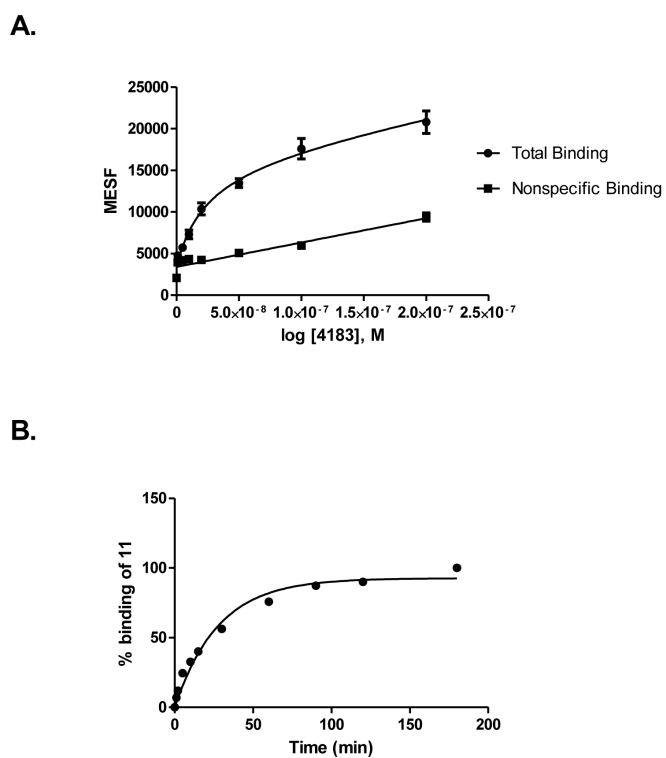 A.
25000
20000
15000
10000
5000
0
MESF
0 5.0×10-8 1.0×10-7 1.5×10-7 2.0×10-7 2.5×10-7
log [4183], M
Total Binding
Nonspecific Binding
B.
150
100
50
0
% binding of 11
0 50 100 150 200
Time (min)